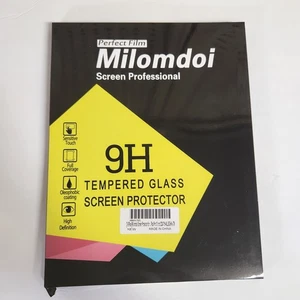 Perfect Film
Milomdoi
Screen Professional
Sensitive
Touch
Full
Coverage
Oleophobic
coating
High
Definition
9H
TEMPERED GLASS
SCREEN PROTECTOR